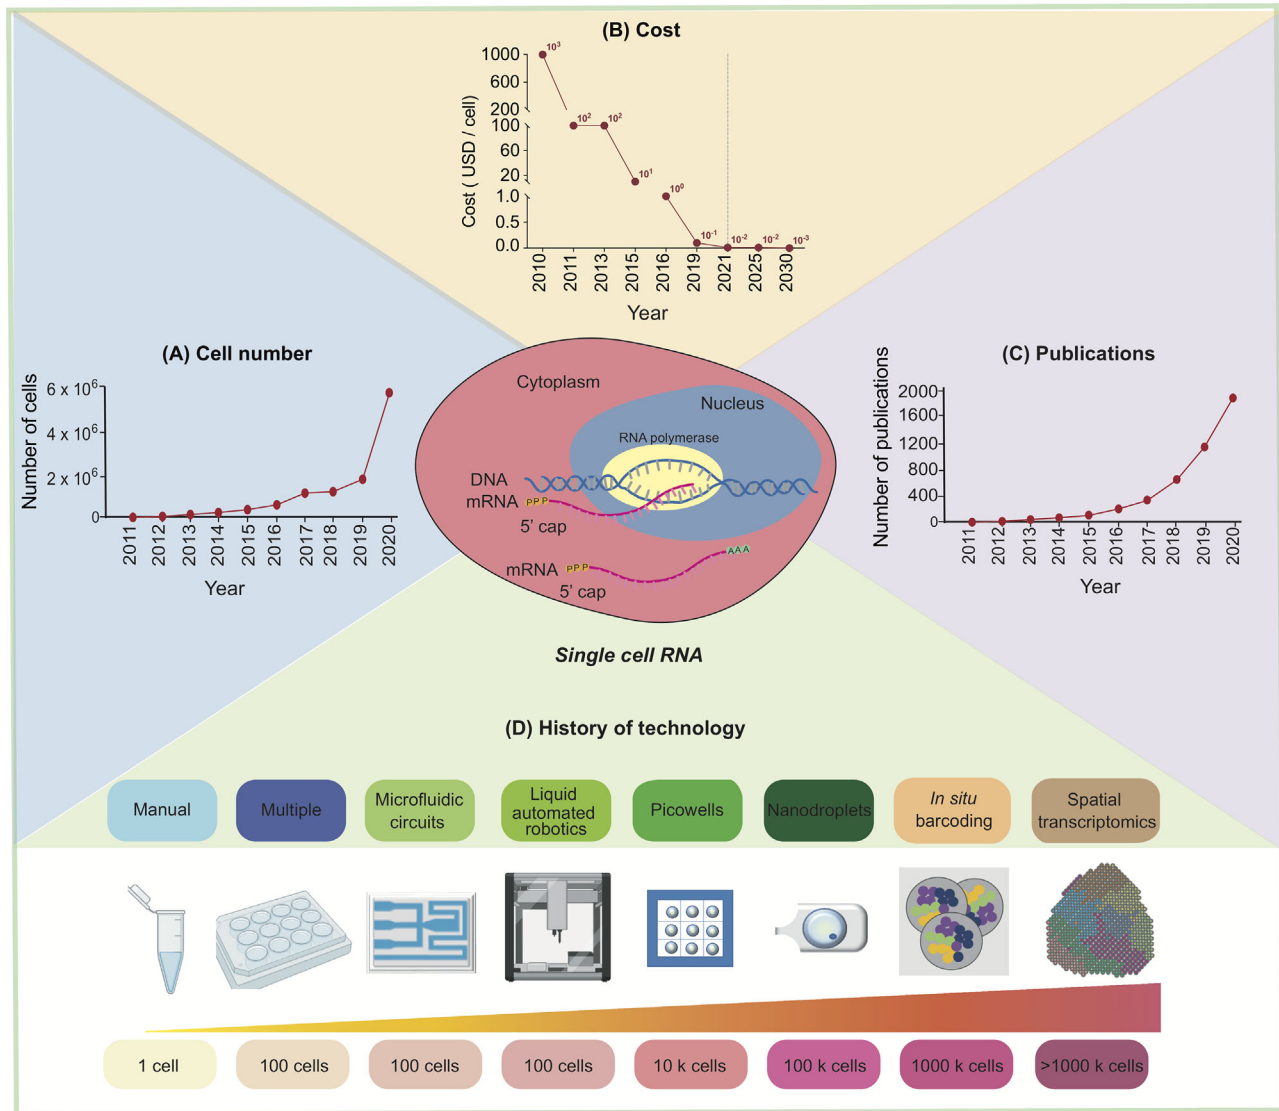 (B) Cost
1000
600
200
100
60
20
1.0
0.5
0.0
Cost ( USD / cell)
10³
10²
10²
10¹
10⁰
10⁻¹
10⁻²
10⁻²
10⁻³
2010
2011
2013
2015
2016
2019
2021
2025
2030
Year
(A) Cell number
Number of cells
6 x 10⁶
4 x 10⁶
2 x 10⁶
0
2011
2012
2013
2014
2015
2016
2017
2018
2019
2020
Year
Cytoplasm
Nucleus
RNA polymerase
DNA
mRNA
PPP
5' cap
AAA
mRNA
PPP
5' cap
Single cell RNA
(C) Publications
Number of publications
2000
1600
1200
800
400
0
2011
2012
2013
2014
2015
2016
2017
2018
2019
2020
Year
(D) History of technology
Manual
Multiple
Microfluidic
circuits
Liquid
automated
robotics
Picowells
Nanodroplets
In situ
barcoding
Spatial
transcriptomics
1 cell
100 cells
100 cells
100 cells
10 k cells
100 k cells
1000 k cells
>1000 k cells